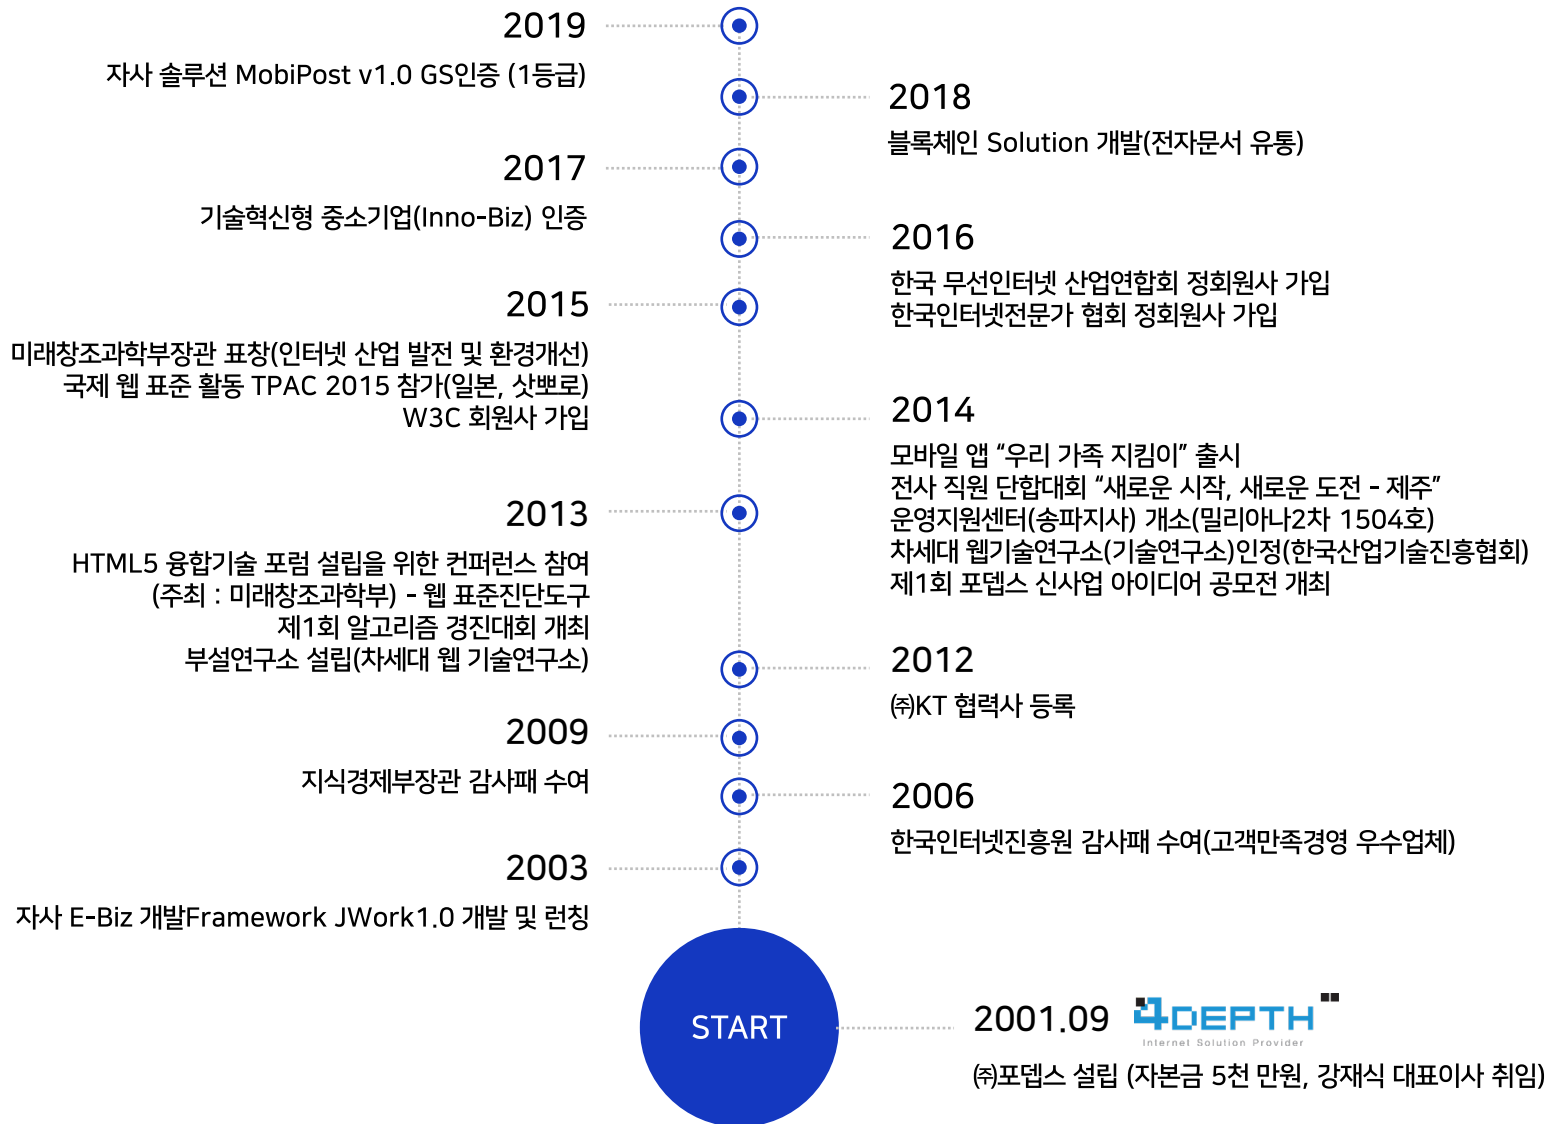 2019
자사 솔루션 MobiPost v1.0 GS인증 (1등급)
2018
블록체인 Solution 개발(전자문서 유통)
2017
기술혁신형 중소기업(Inno-Biz) 인증
2016
한국 무선인터넷 산업연합회 정회원사 가입
한국인터넷전문가 협회 정회원사 가입
2015
미래창조과학부장관 표창(인터넷 산업 발전 및 환경개선)
국제 웹 표준 활동 TPAC 2015 참가(일본, 삿뽀로)
W3C 회원사 가입
2014
모바일 앱 “우리 가족 지킴이” 출시
전사 직원 단합대회 “새로운 시작, 새로운 도전 – 제주”
운영지원센터(송파지사) 개소(밀리아나2차 1504호)
차세대 웹기술연구소(기술연구소)인정(한국산업기술진흥협회)
제1회 포뎁스 신사업 아이디어 공모전 개최
2013
HTML5 융합기술 포럼 설립을 위한 컨퍼런스 참여
(주최 : 미래창조과학부) – 웹 표준진단도구
제1회 알고리즘 경진대회 개최
부설연구소 설립(차세대 웹 기술연구소)
2012
㈜KT 협력사 등록
2009
지식경제부장관 감사패 수여
2006
한국인터넷진흥원 감사패 수여(고객만족경영 우수업체)
2003
자사 E-Biz 개발Framework JWork1.0 개발 및 런칭
START
2001.09 4DEPTH
Internet Solution Provider
㈜포뎁스 설립 (자본금 5천 만원, 강재식 대표이사 취임)